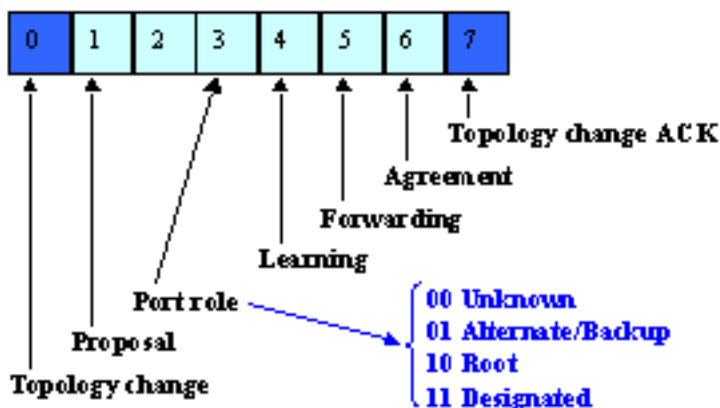 0 1 2 3 4 5 6 7
Topology change ACK
Agreement
Forwarding
Learning
Port role
00 Unknown
01 Alternate/Backup
Proposal
10 Root
Topology change
11 Designated